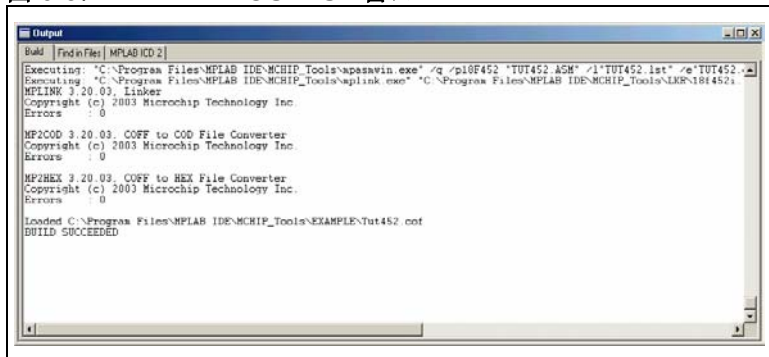 Output
Build Find in Files MPLAB ICD 2
Executing: "C:\Program Files\MPLAB IDE\MCHIP_Tools\mpasmwin.exe" /q /p18F452 "TUT452.ASM" /l"TUT452.lst" /e"TUT452.
Executing: "C:\Program Files\MPLAB IDE\MCHIP_Tools\mplink.exe" "C:\Program Files\MPLAB IDE\MCHIP_Tools\LKR\18f452i.
MPLINK 3.20.03, Linker
Copyright (c) 2003 Microchip Technology Inc.
Errors : 0
MP2COD 3.20.03, COFF to COD File Converter
Copyright (c) 2003 Microchip Technology Inc.
Errors : 0
MP2HEX 3.20.03, COFF to HEX File Converter
Copyright (c) 2003 Microchip Technology Inc.
Errors : 0
Loaded C:\Program Files\MPLAB IDE\MCHIP_Tools\EXAMPLE\Tut452.cof
BUILD SUCCEEDED